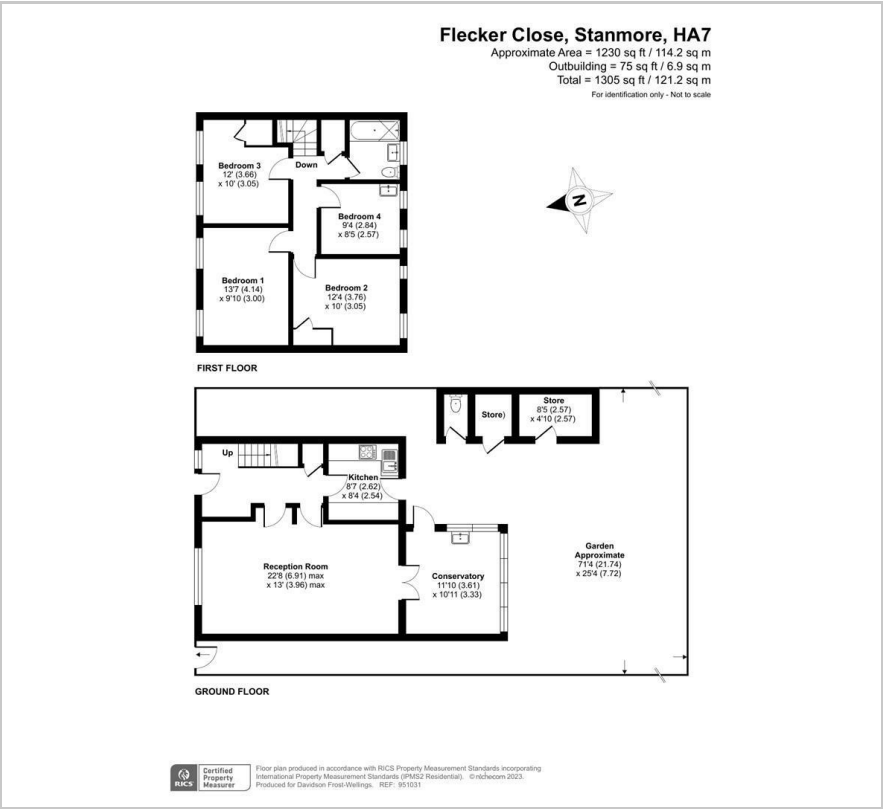 Flecker Close, Stanmore, HA7
Approximate Area = 1230 sq ft / 114.2 sq m
Outbuilding = 75 sq ft / 6.9 sq m
Total = 1305 sq ft / 121.2 sq m
For identification only - Not to scale
Bedroom 3
12' (3.66)
x 10' (3.05)
Down
Bedroom 4
9'4 (2.84)
x 8'5 (2.57)
N
Bedroom 1
13'7 (4.14)
x 9'10 (3.00)
Bedroom 2
12'4 (3.76)
x 10' (3.05)
FIRST FLOOR
Store)
Store
8'5 (2.57)
x 4'10 (2.57)
Up
Kitchen
8'7 (2.62)
x 8'4 (2.54)
Reception Room
22'8 (6.91) max
x 13' (3.96) max
Conservatory
11'10 (3.61)
x 10'11 (3.33)
Garden
Approximate
71'4 (21.74)
x 25'4 (7.72)
GROUND FLOOR
RICS
Certified
Property
Measurer
Floor plan produced in accordance with RICS Property Measurement Standards incorporating
International Property Measurement Standards (IPMS2 Residential). © nichecom 2023.
Produced for Davidson Frost-Wellings. REF: 951031